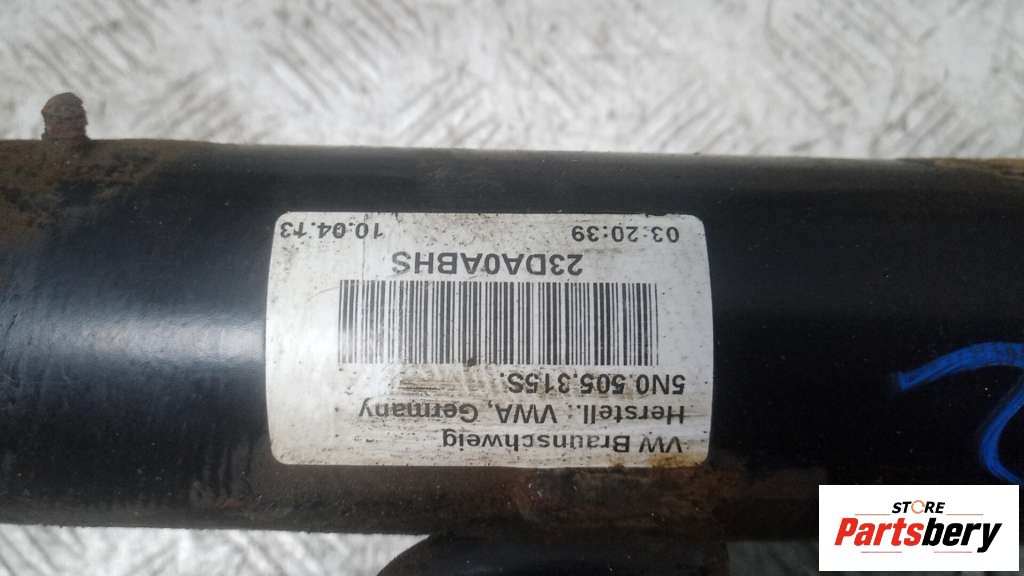 VW Braunschweig
Herstell.: VWA, Germany
5N0.505.315S
23DA0ABHS
03:20:39 10.04.13
STORE
Partsbery